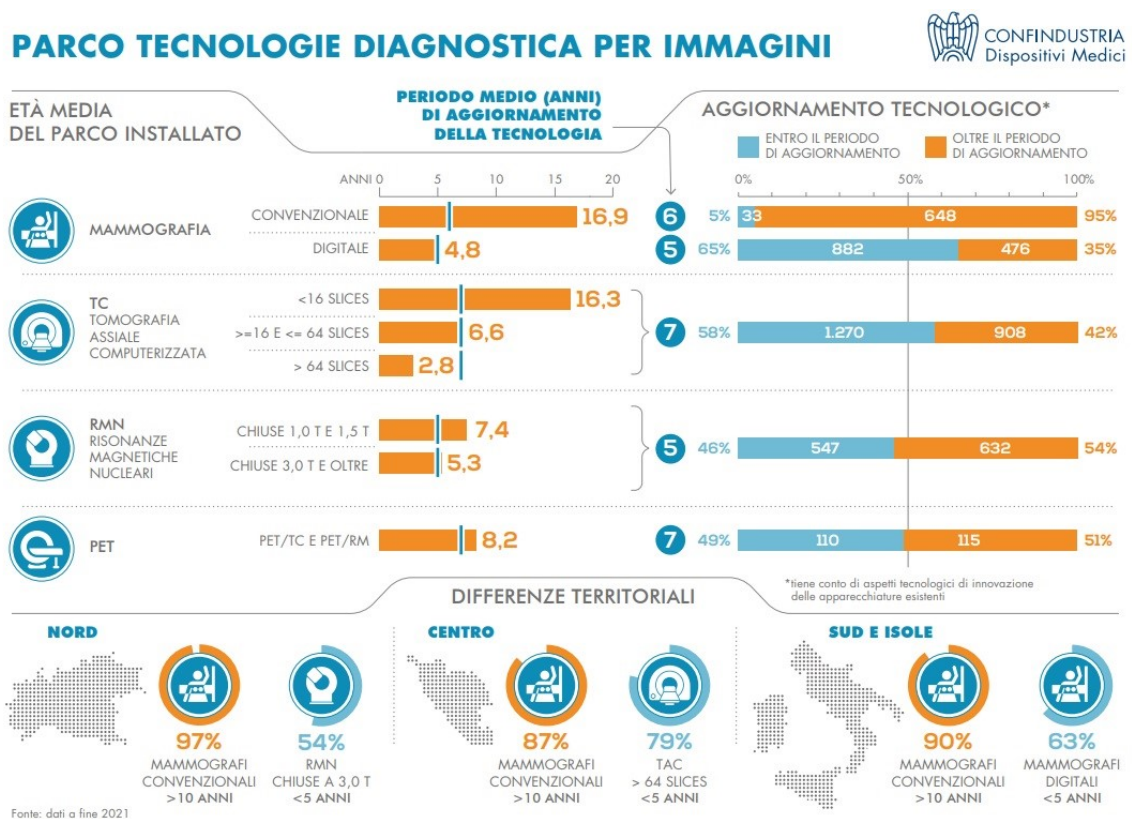 PARCO TECNOLOGIE DIAGNOSTICA PER IMMAGINI
CONFINDUSTRIA
Dispositivi Medici
ETÀ MEDIA
DEL PARCO INSTALLATO
PERIODO MEDIO (ANNI)
DI AGGIORNAMENTO
DELLA TECNOLOGIA
AGGIORNAMENTO TECNOLOGICO*
ENTRO IL PERIODO
DI AGGIORNAMENTO
OLTRE IL PERIODO
DI AGGIORNAMENTO
ANNI 0 5 10 15 20
0% 50% 100%
MAMMOGRAFIA
CONVENZIONALE 16,9 6 5% 33 648 95%
DIGITALE 4,8 5 65% 882 476 35%
TC
TOMOGRAFIA
ASSIALE
COMPUTERIZZATA
<16 SLICES 16,3
>=16 E <= 64 SLICES 6,6
> 64 SLICES 2,8
7 58% 1.270 908 42%
RMN
RISONANZE
MAGNETICHE
NUCLEARI
CHIUSE 1,0 T E 1,5 T 7,4
CHIUSE 3,0 T E OLTRE 5,3
5 46% 547 632 54%
PET
PET/TC E PET/RM 8,2 7 49% 110 115 51%
*tiene conto di aspetti tecnologici di innovazione
delle apparecchiature esistenti
DIFFERENZE TERRITORIALI
NORD
97%
MAMMOGRAFI
CONVENZIONALI
>10 ANNI
54%
RMN
CHIUSE A 3,0 T
<5 ANNI
CENTRO
87%
MAMMOGRAFI
CONVENZIONALI
>10 ANNI
79%
TAC
> 64 SLICES
<5 ANNI
SUD E ISOLE
90%
MAMMOGRAFI
CONVENZIONALI
>10 ANNI
63%
MAMMOGRAFI
DIGITALI
<5 ANNI
Fonte: dati a fine 2021